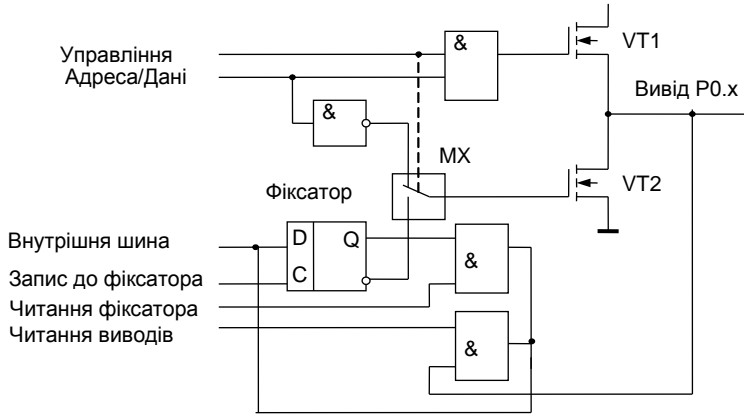 Управління
Адреса/Дані
&
VT1
Вивід P0.x
&
MX
VT2
Фіксатор
Внутрішня шина
D
Q
Запис до фіксатора
C
&
Читання фіксатора
Читання виводів
&